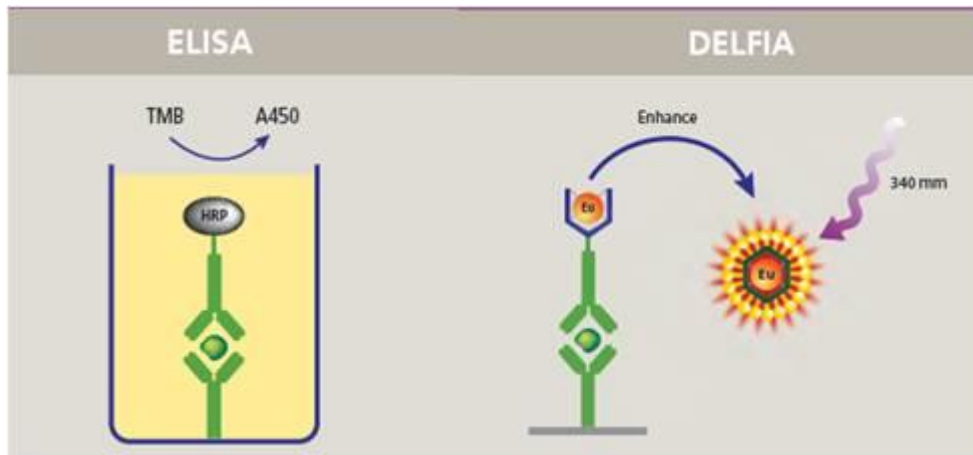 ELISA
DELFIA
TMB A450
HRP
Enhance
Eu
340 mm
Eu